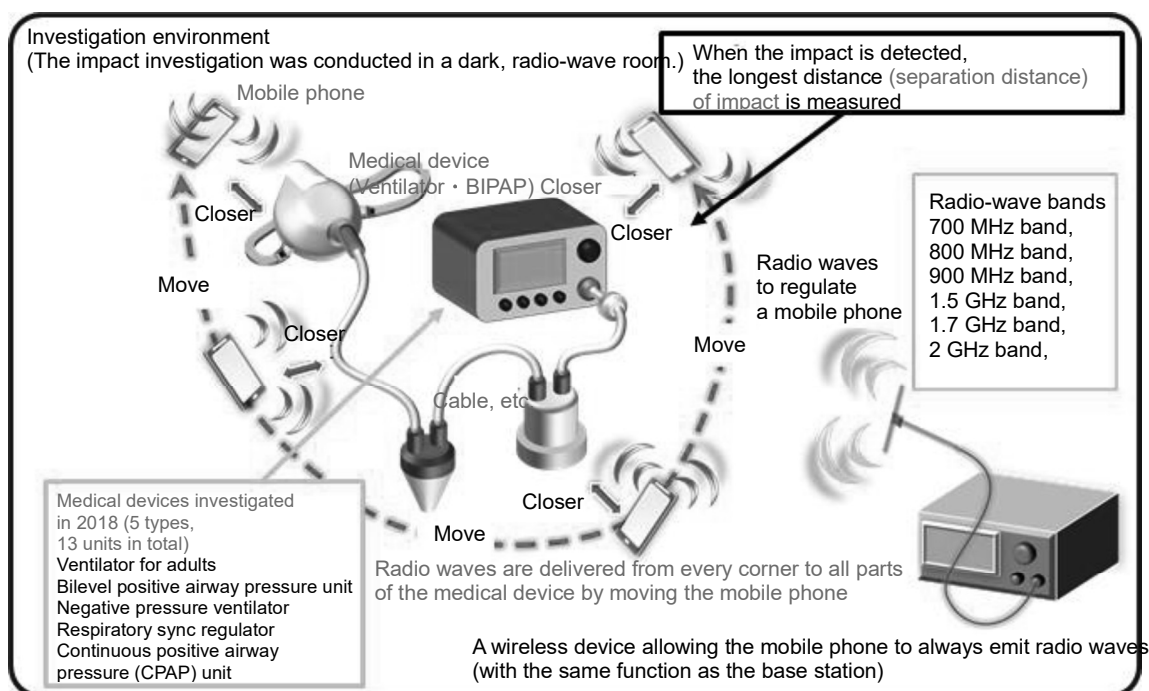 Investigation environment
(The impact investigation was conducted in a dark, radio-wave room.)
When the impact is detected,
the longest distance (separation distance)
of impact is measured
Mobile phone
Medical device
(Ventilator・BIPAP) Closer
Closer
Closer
Move
Closer
Radio waves
to regulate
a mobile phone
Radio-wave bands
700 MHz band,
800 MHz band,
900 MHz band,
1.5 GHz band,
1.7 GHz band,
2 GHz band,
Move
Cable, etc
Closer
Move
Medical devices investigated
in 2018 (5 types,
13 units in total)
Ventilator for adults
Bilevel positive airway pressure unit
Negative pressure ventilator
Respiratory sync regulator
Continuous positive airway
pressure (CPAP) unit
Radio waves are delivered from every corner to all parts
of the medical device by moving the mobile phone
A wireless device allowing the mobile phone to always emit radio waves
(with the same function as the base station)